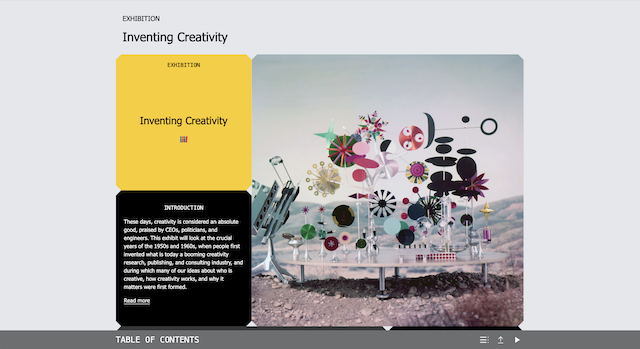 EXHIBITION
Inventing Creativity
EXHIBITION
Inventing Creativity
INTRODUCTION
These days, creativity is considered an absolute
good, praised by CEOs, politicians, and
engineers. This exhibit will look at the crucial
years of the 1950s and 1960s, when people first
invented what is today a booming creativity
research, publishing, and consulting industry, and
during which many of our ideas about who is
creative, how creativity works, and why it
matters were first formed.
Read more
TABLE OF CONTENTS